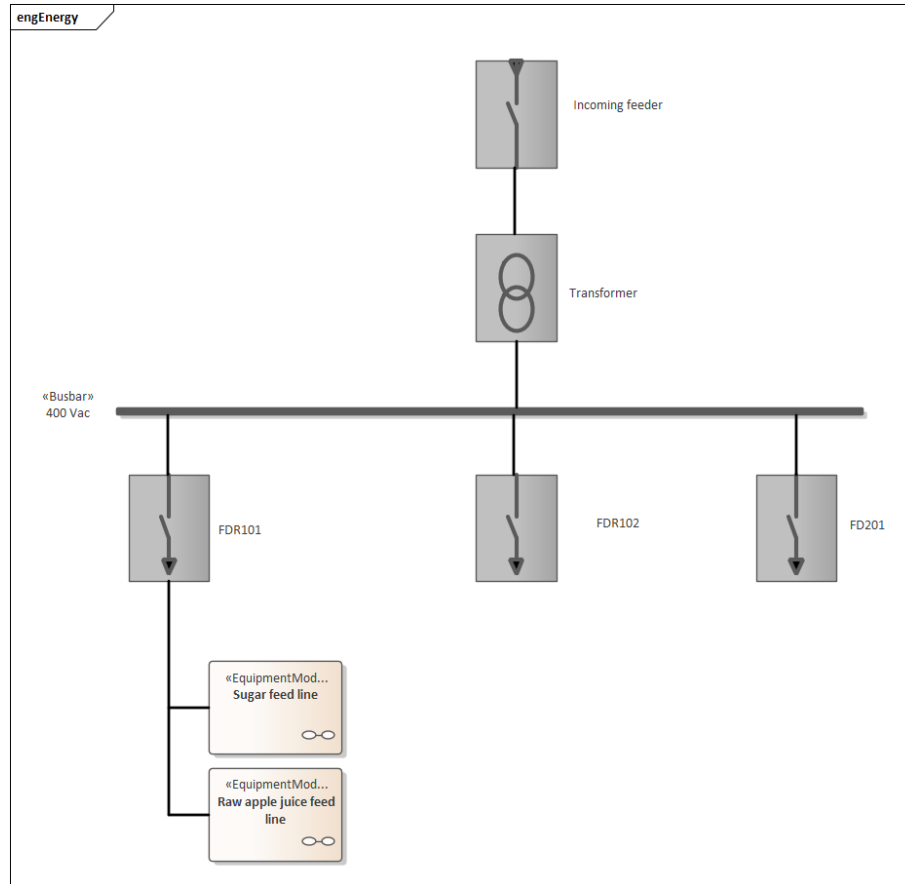 engEnergy
Incoming feeder
Transformer
«Busbar»
400 Vac
FDR101
FDR102
FD201
«EquipmentMod...
Sugar feed line
«EquipmentMod...
Raw apple juice feed
line